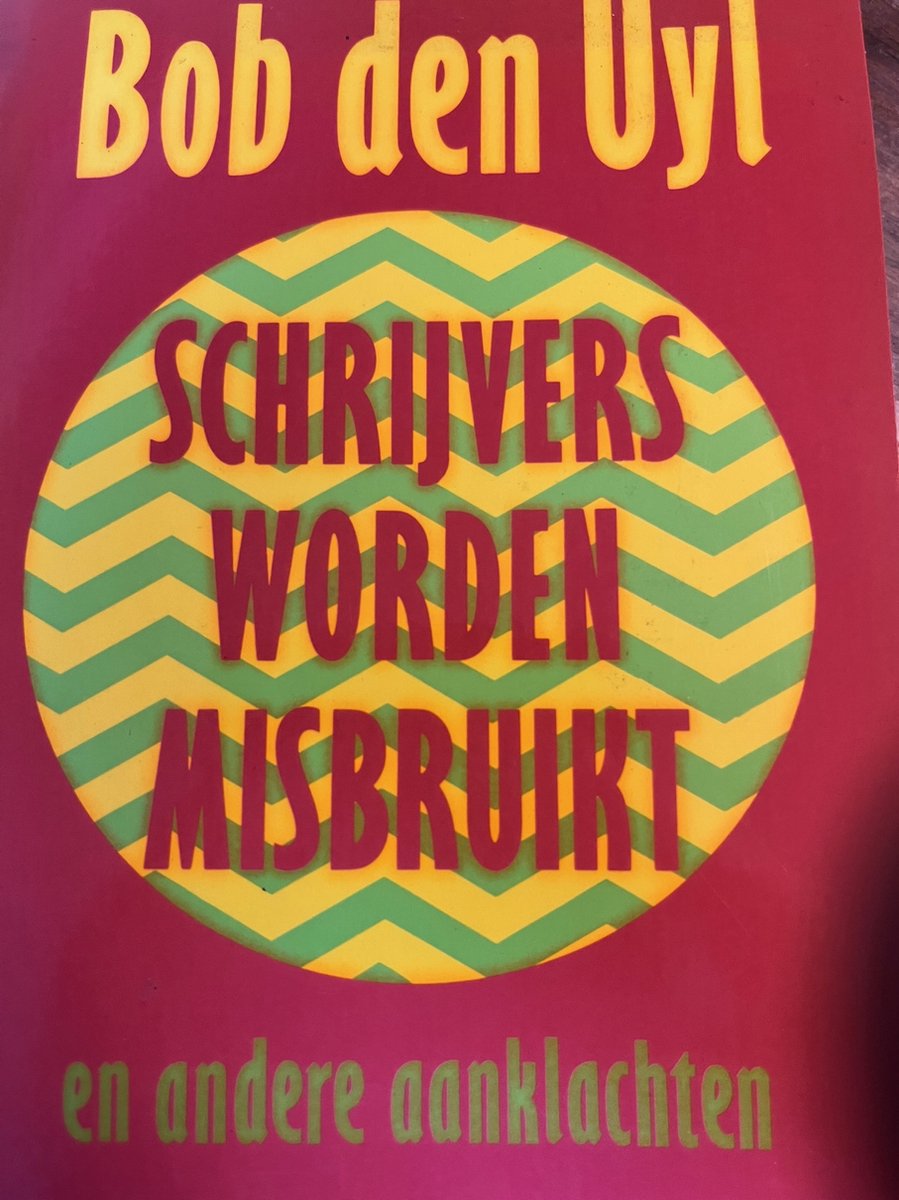 Bob den Uyl
SCHRIJVERS
WORDEN
MISBRUIKT
en andere aanklachten